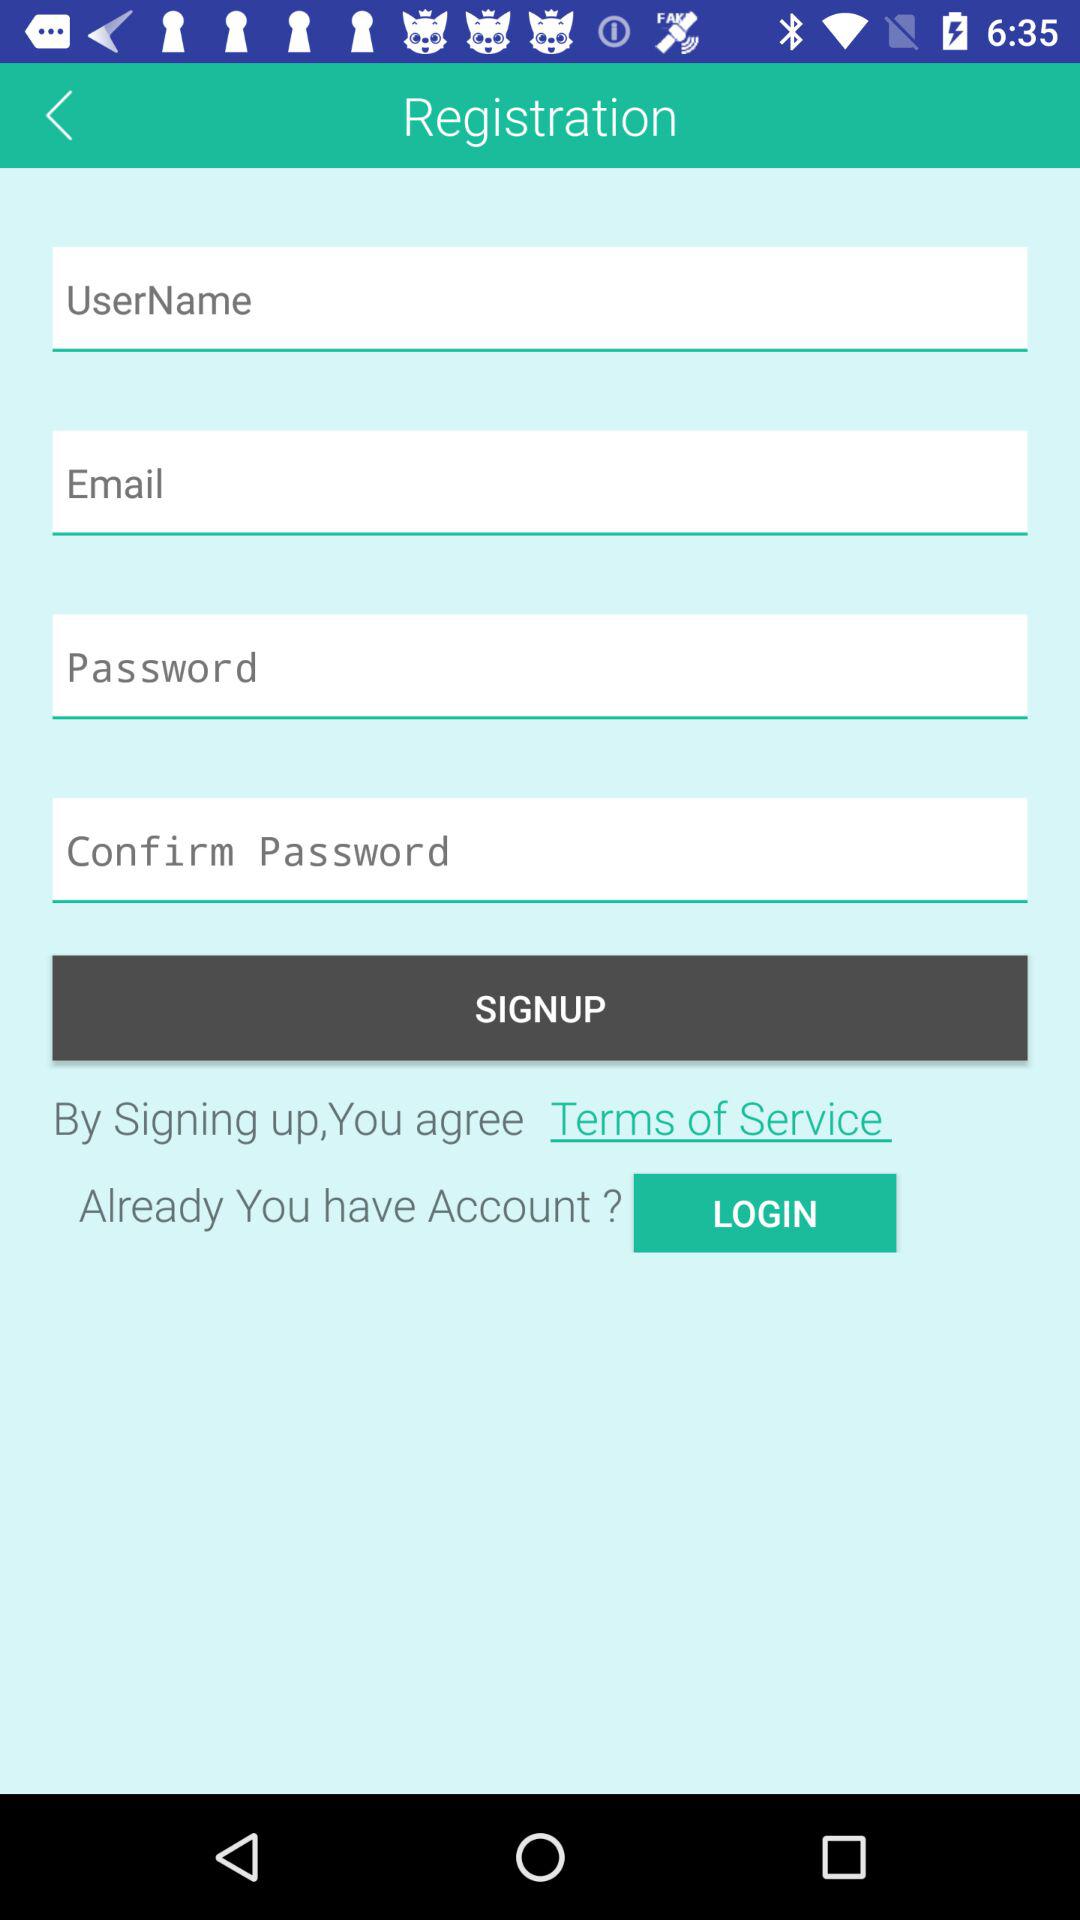 FAKE 6:35
Registration
UserName
Email
Password
Confirm Password
SIGNUP
By Signing up,You agree Terms of Service
Already You have Account ? LOGIN